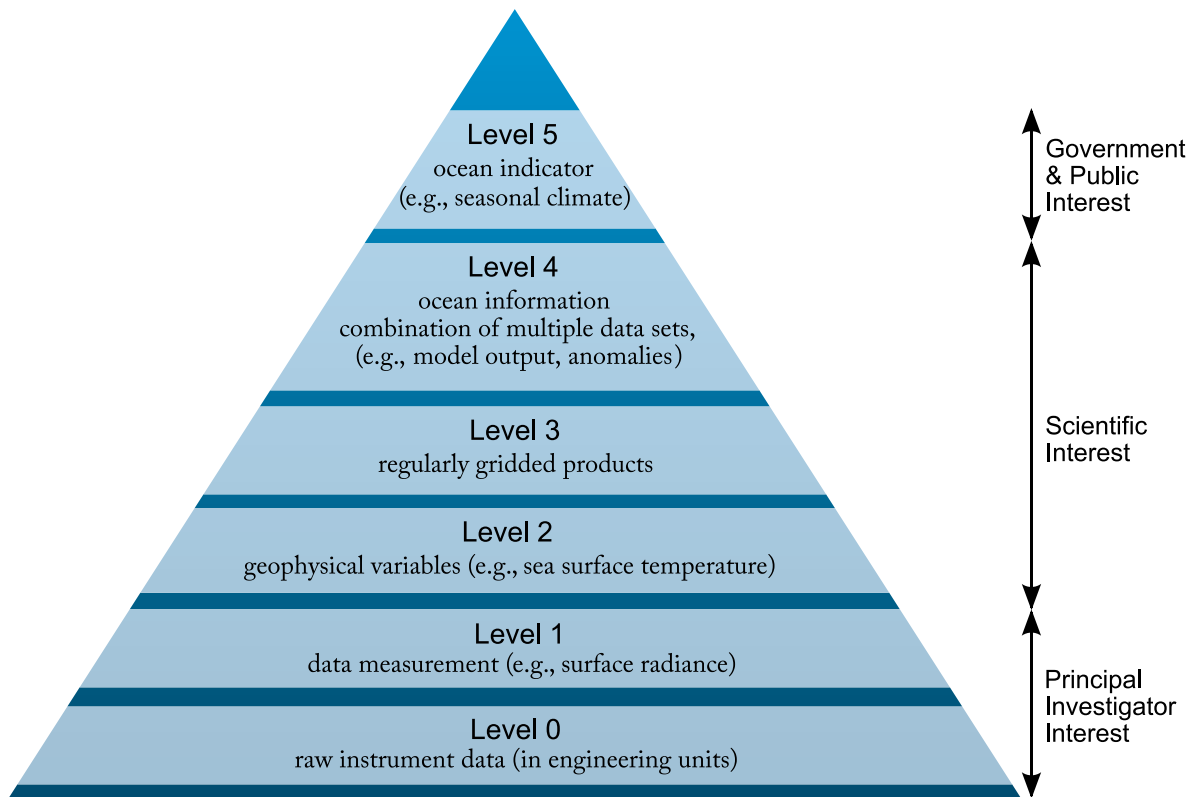 Level 5
ocean indicator
(e.g., seasonal climate)
Level 4
ocean information
combination of multiple data sets,
(e.g., model output, anomalies)
Level 3
regularly gridded products
Level 2
geophysical variables (e.g., sea surface temperature)
Level 1
data measurement (e.g., surface radiance)
Level 0
raw instrument data (in engineering units)
Government
& Public
Interest
Scientific
Interest
Principal
Investigator
Interest